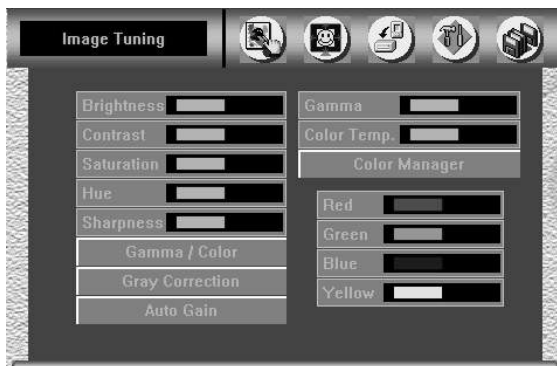 Image Tuning
Brightness
Contrast
Saturation
Hue
Sharpness
Gamma / Color
Gray Correction
Auto Gain
Gamma
Color Temp.
Color Manager
Red
Green
Blue
Yellow